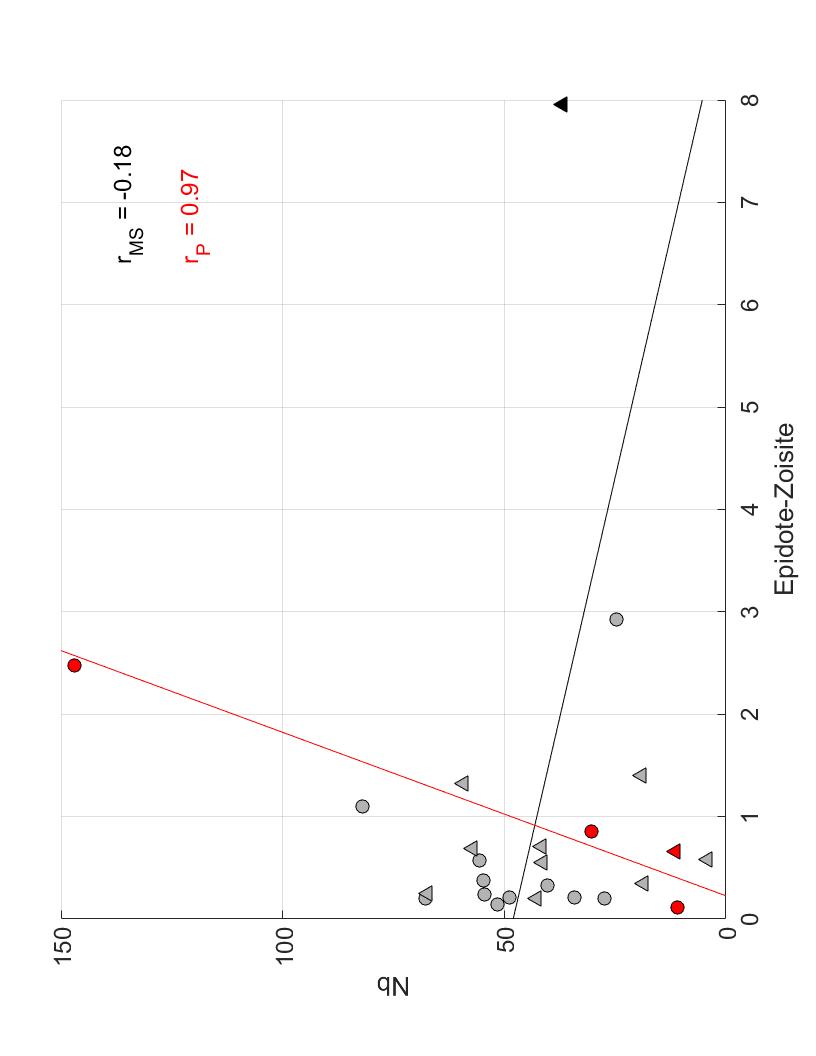 150
100
50
0
Nb
r_MS = -0.18
r_P = 0.97
0 1 2 3 4 5 6 7 8
Epidote-Zoisite